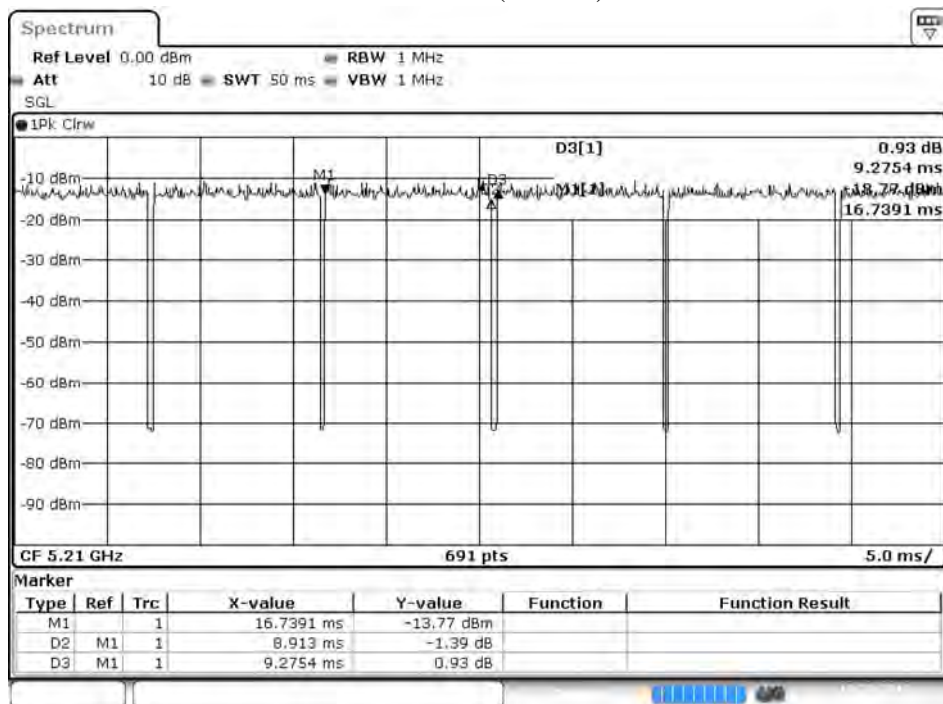 Spectrum
Ref Level 0.00 dBm RBW 1 MHz
Att 10 dB SWT 50 ms VBW 1 MHz
SGL
1Pk Clrw
D3[1] 0.93 dB
9.2754 ms
-10 dBm
M1 D3 M1[1] -13.77 dBm
16.7391 ms
-20 dBm
-30 dBm
-40 dBm
-50 dBm
-60 dBm
-70 dBm
-80 dBm
-90 dBm
CF 5.21 GHz 691 pts 5.0 ms/
Marker
Type Ref Trc X-value Y-value Function Function Result
M1 1 16.7391 ms -13.77 dBm
D2 M1 1 8.913 ms -1.39 dB
D3 M1 1 9.2754 ms 0.93 dB